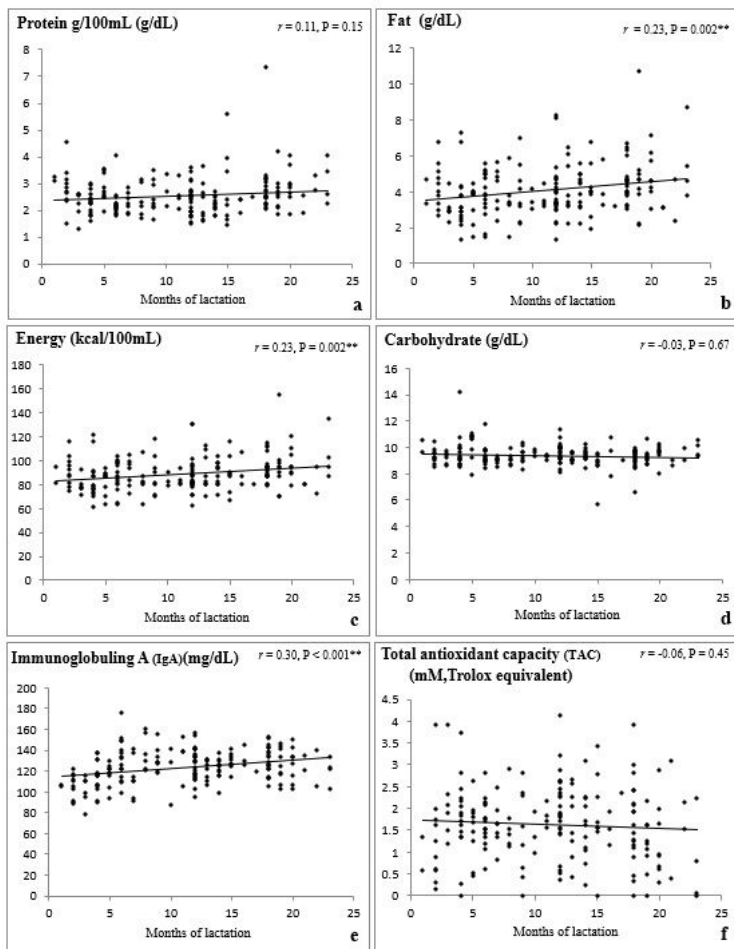 Protein g/100mL (g/dL)
r = 0.11, P = 0.15
8
7
6
5
4
3
2
1
0
0 5 10 15 20 25
Months of lactation
a
Fat (g/dL)
r = 0.23, P = 0.002**
12
10
8
6
4
2
0
0 5 10 15 20 25
Months of lactation
b
Energy (kcal/100mL)
r = 0.23, P = 0.002**
180
160
140
120
100
80
60
40
20
0
0 5 10 15 20 25
Months of lactation
c
Carbohydrate (g/dL)
r = -0.03, P = 0.67
16
14
12
10
8
6
4
2
0
0 5 10 15 20 25
Months of lactation
d
Immunoglobuling A (IgA)(mg/dL)
r = 0.30, P < 0.001**
200
180
160
140
120
100
80
60
40
20
0
0 5 10 15 20 25
Months of lactation
e
Total antioxidant capacity (TAC)
(mM,Trolox equivalent)
r = -0.06, P = 0.45
4.5
4
3.5
3
2.5
2
1.5
1
0.5
0
0 5 10 15 20 25
Months of lactation
f